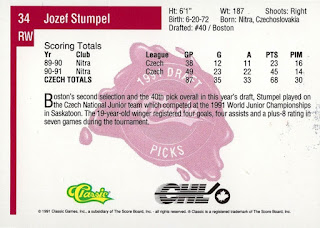 34 Jozef Stumpel
RW
Ht: 6'1" Wt: 187 Shoots: Right
Birth: 6-20-72 Born: Nitra, Czechoslovakia
Drafted: #40 / Boston
Scoring Totals
Yr Club League GP G A PTS PIM
89-90 Nitra Czech 38 12 11 23 16
90-91 Nitra Czech 49 23 22 45 14
CZECH TOTALS 87 35 33 68 30
1991 DRAFT
Boston's second selection and the 40th pick overall in this year's draft, Stumpel played on
the Czech National Junior team which competed at the 1991 World Junior Championships
in Saskatoon. The 19-year-old winger registered four goals, four assists and a plus-8 rating in
seven games during the tournament.
PICKS
Classic
CHL
© 1991 Classic Games, Inc., a subsidiary of The Score Board, Inc. - all rights reserved. ® Classic is a registered trademark of The Score Board, Inc.